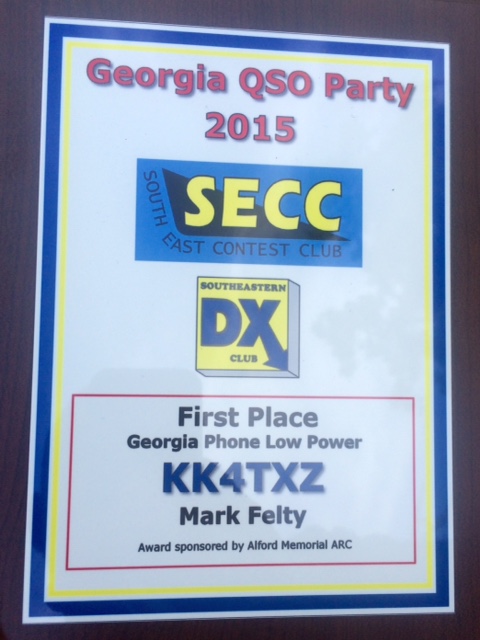 Georgia QSO Party
2015
SECC
SOUTH EAST CONTEST CLUB
SOUTHEASTERN
DX
CLUB
First Place
Georgia Phone Low Power
KK4TXZ
Mark Felty
Award sponsored by Alford Memorial ARC